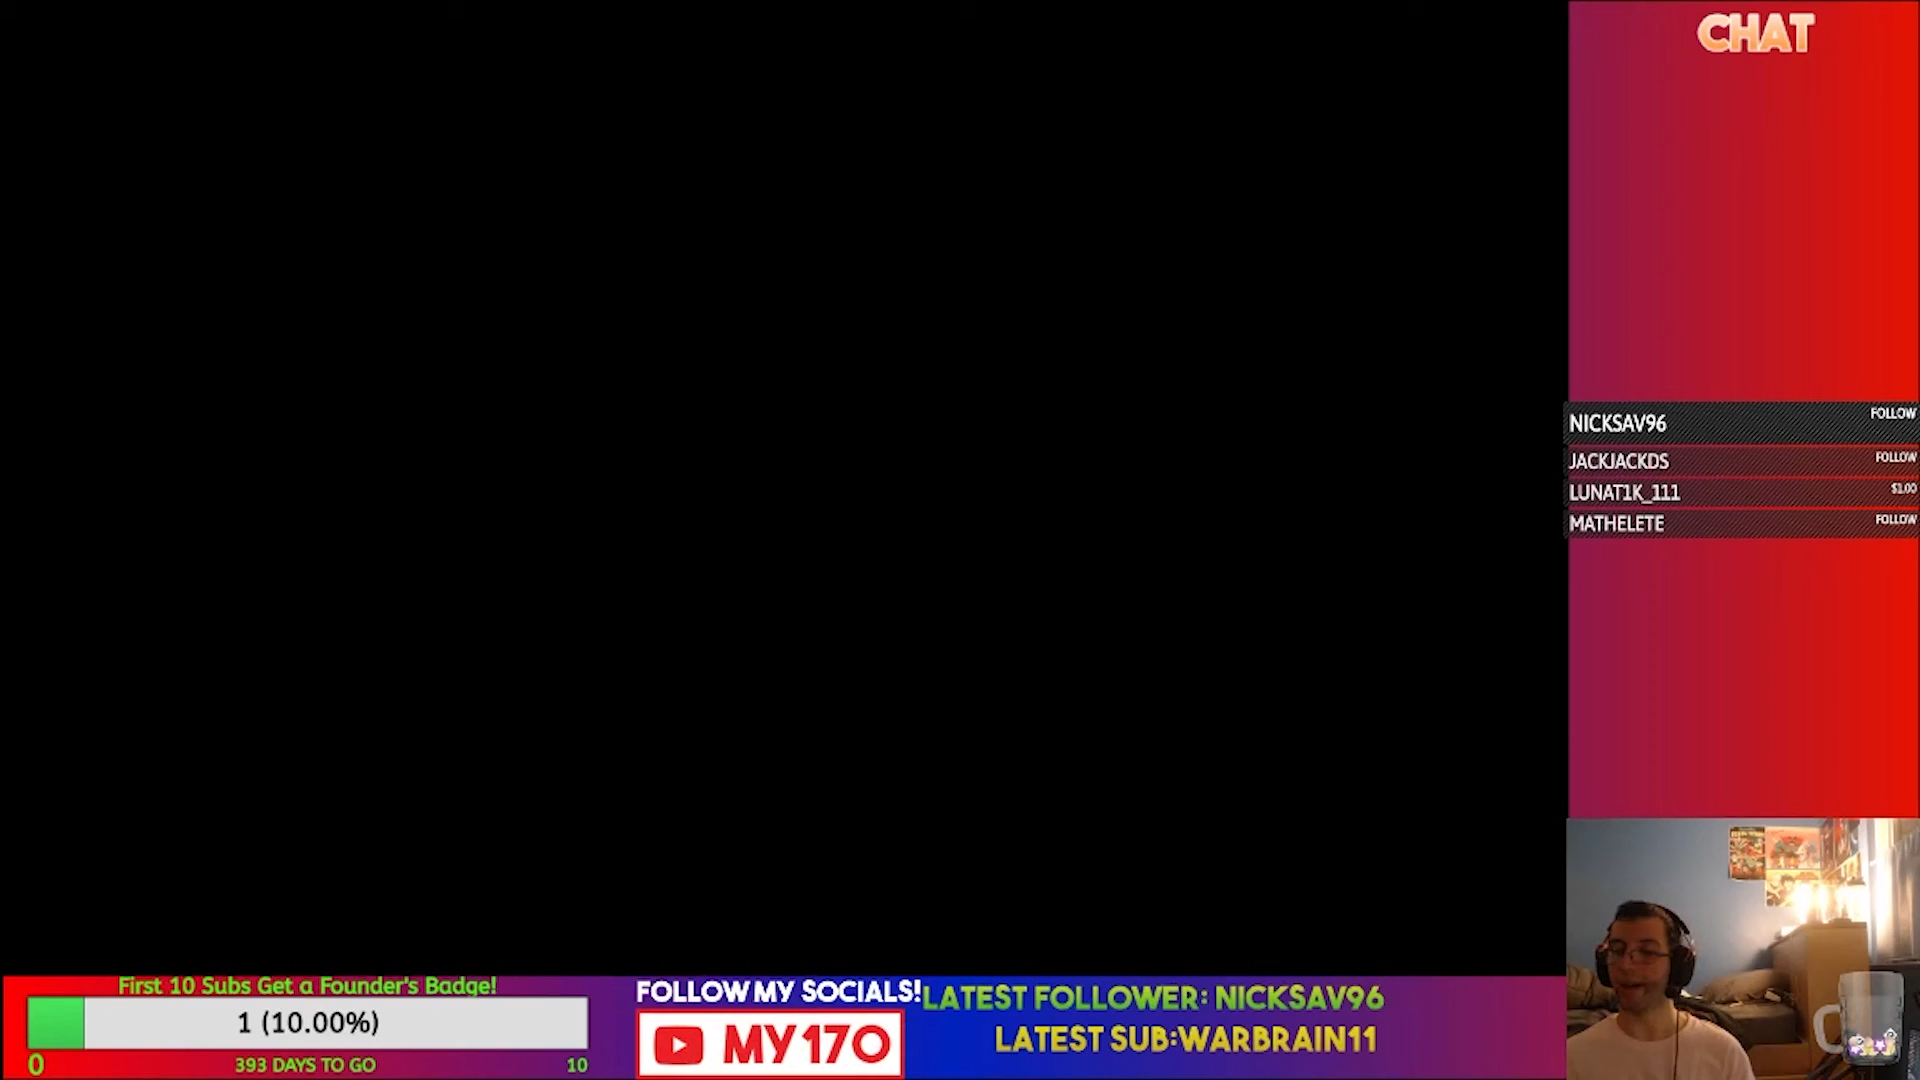 CHAT
NICKSAV96 FOLLOW
JACKJACKDS FOLLOW
LUNAT1K_111 $1.00
MATHELETE FOLLOW
First 10 Subs Get a Founder's Badge!
1 (10.00%)
0 393 DAYS TO GO 10
FOLLOW MY SOCIALS!
MY170
LATEST FOLLOWER: NICKSAV96
LATEST SUB:WARBRAIN11